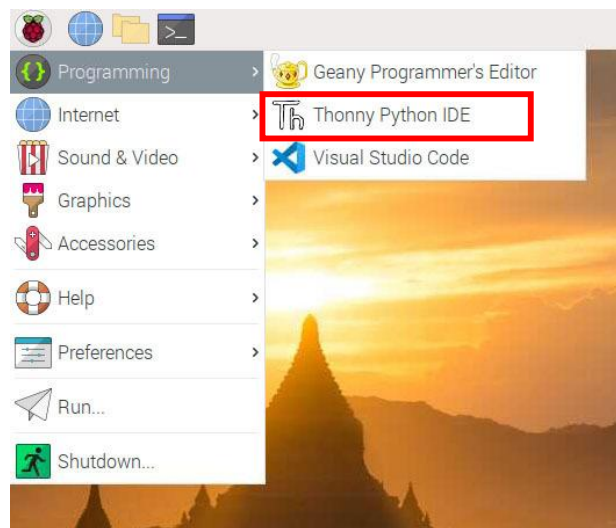 >_
Programming
Geany Programmer's Editor
Internet
Th Thonny Python IDE
Sound & Video
Visual Studio Code
Graphics
Accessories
Help
Preferences
Run...
Shutdown...